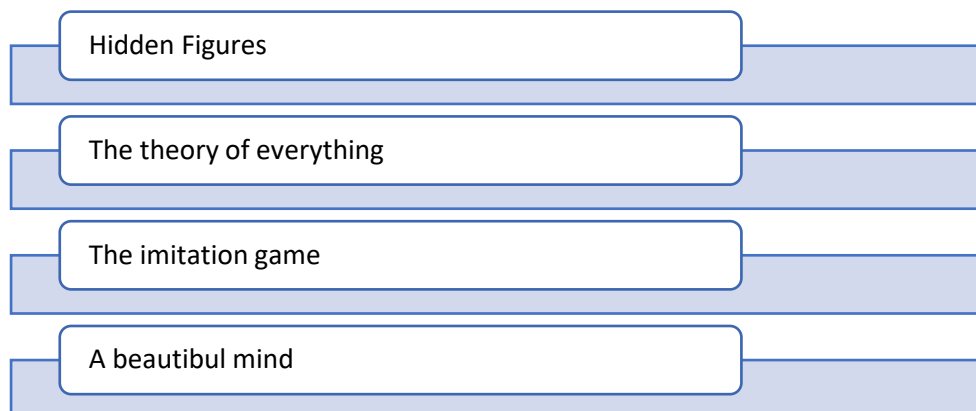 Hidden Figures
The theory of everything
The imitation game
A beautibul mind